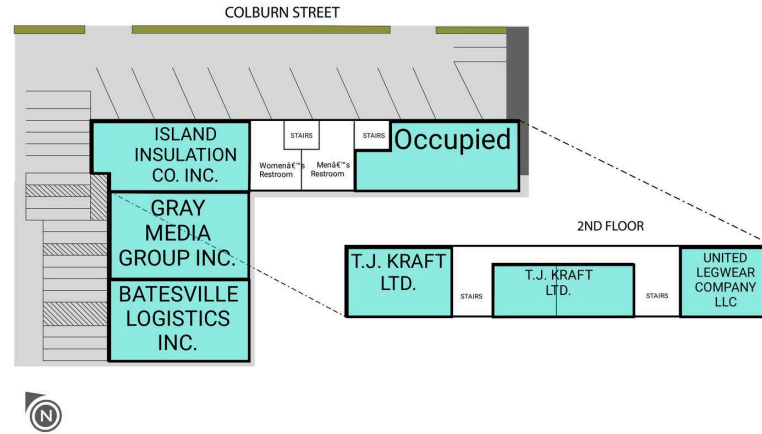 COLBURN STREET
ISLAND
INSULATION
CO. INC.
STAIRS
STAIRS
Occupied
Womenâ€™s
Restroom
Menâ€™s
Restroom
GRAY
MEDIA
GROUP INC.
BATESVILLE
LOGISTICS
INC.
2ND FLOOR
T.J. KRAFT
LTD.
STAIRS
T.J. KRAFT
LTD.
STAIRS
UNITED
LEGWEAR
COMPANY
LLC
N